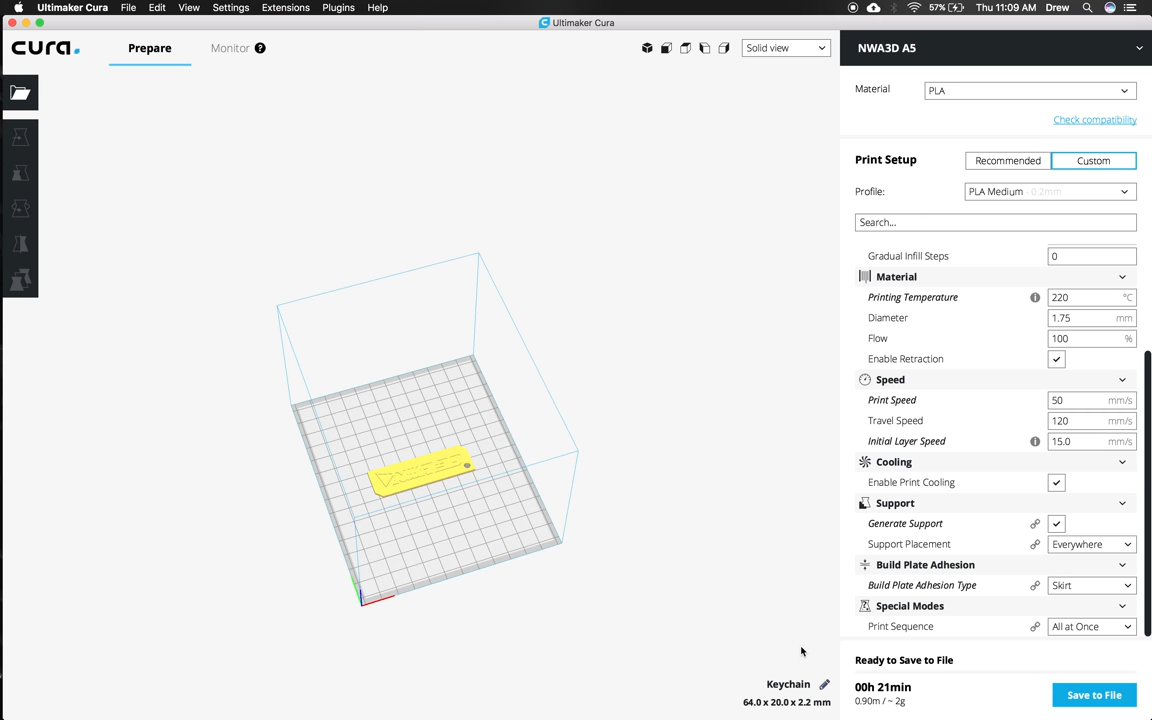 Ultimaker Cura File Edit View Settings Extensions Plugins Help 57% Thu 11:09 AM Drew
Ultimaker Cura
cura. Prepare Monitor ? Solid view NWA3D A5
Material PLA
Check compatibility
Print Setup Recommended Custom
Profile: PLA Medium - 0.2mm
Search...
Gradual Infill Steps 0
Material
Printing Temperature 220 °C
Diameter 1.75 mm
Flow 100 %
Enable Retraction
Speed
Print Speed 50 mm/s
Travel Speed 120 mm/s
Initial Layer Speed 15.0 mm/s
Cooling
Enable Print Cooling
Support
Generate Support
Support Placement Everywhere
Build Plate Adhesion
Build Plate Adhesion Type Skirt
Special Modes
Print Sequence All at Once
Ready to Save to File
Keychain 00h 21min
64.0 x 20.0 x 2.2 mm 0.90m / ~ 2g Save to File